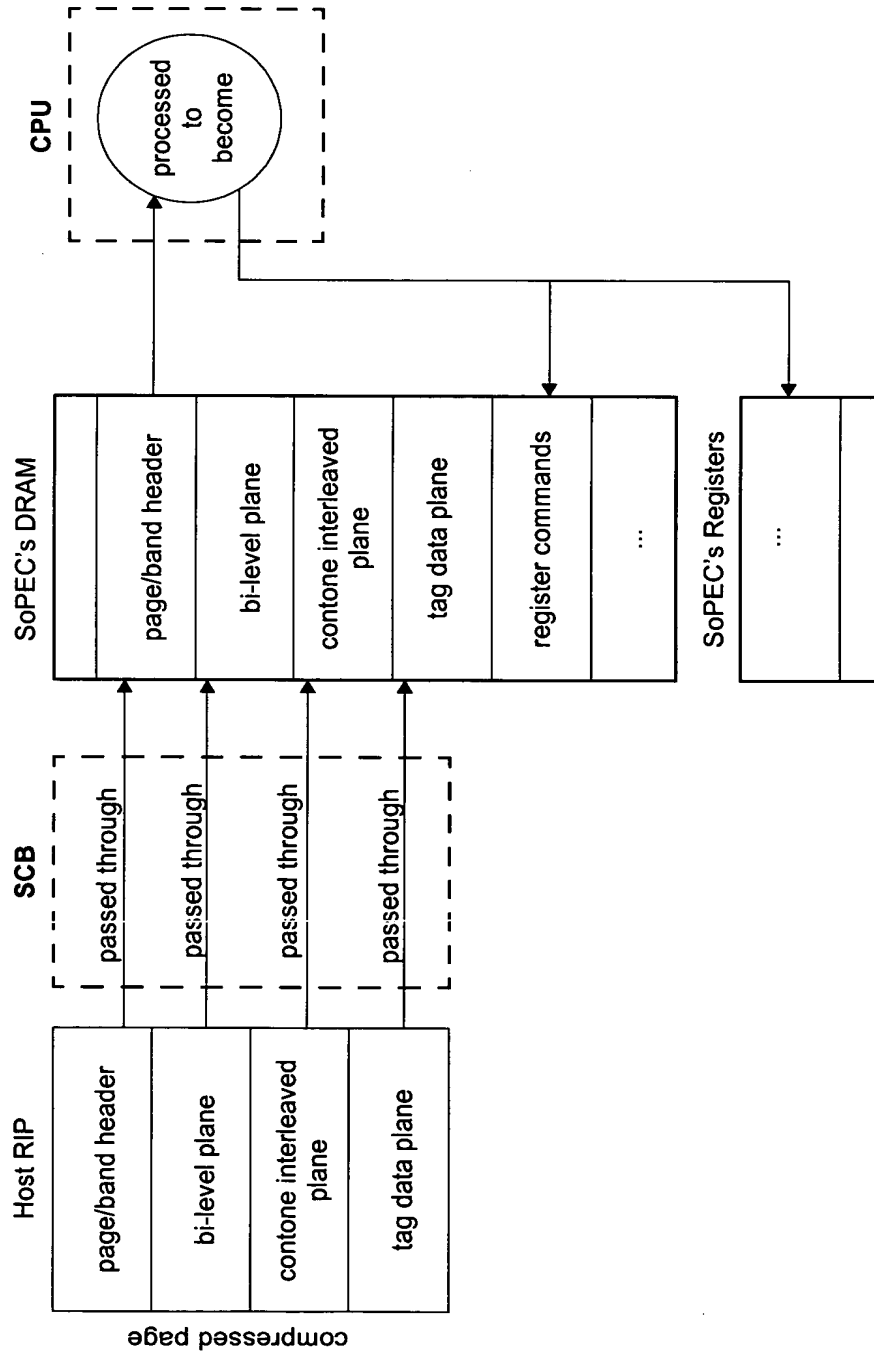 Host RIP
compressed page
page/band header
bi-level plane
contone interleaved
plane
tag data plane
SCB
passed through
passed through
passed through
passed through
SoPEC's DRAM
page/band header
bi-level plane
contone interleaved
plane
tag data plane
register commands
...
CPU
processed
to
become
SoPEC's Registers
...